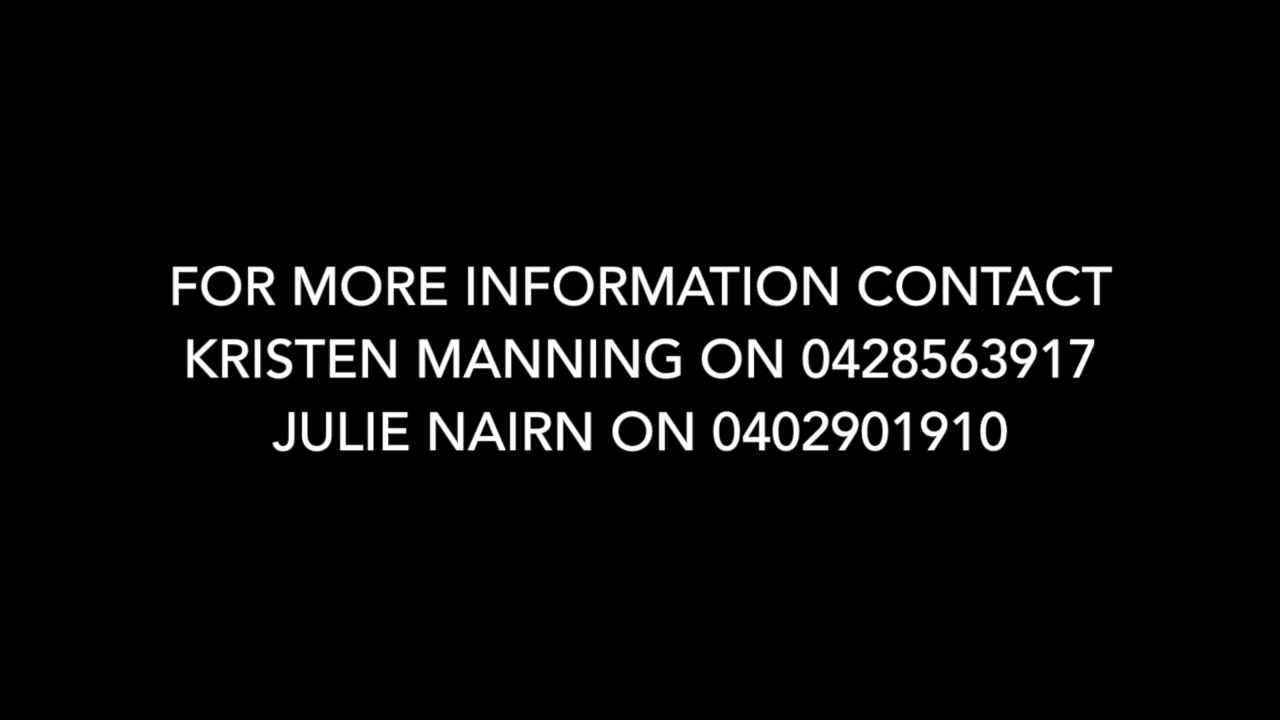 FOR MORE INFORMATION CONTACT
KRISTEN MANNING ON 0428563917
JULIE NAIRN ON 0402901910